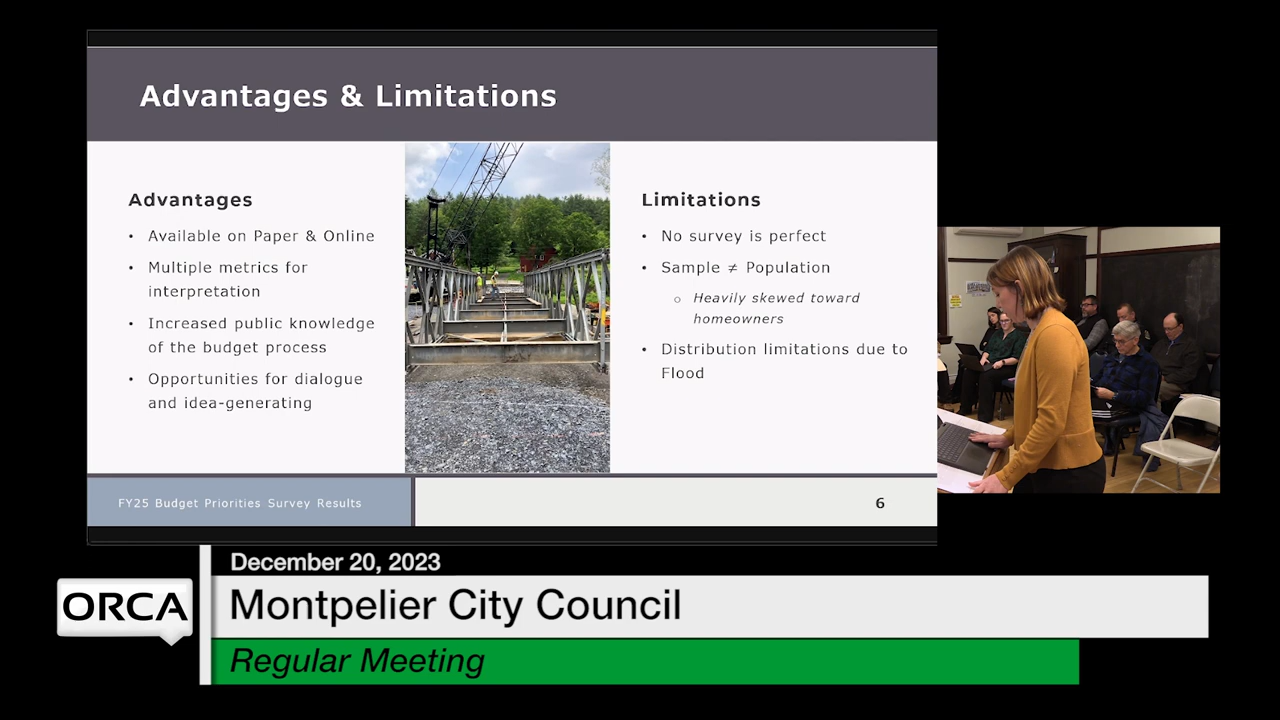 Advantages & Limitations
Advantages
• Available on Paper & Online
• Multiple metrics for
interpretation
• Increased public knowledge
of the budget process
• Opportunities for dialogue
and idea-generating
Limitations
• No survey is perfect
• Sample ≠ Population
○ Heavily skewed toward
homeowners
• Distribution limitations due to
Flood
FY25 Budget Priorities Survey Results
6
December 20, 2023
ORCA
Montpelier City Council
Regular Meeting